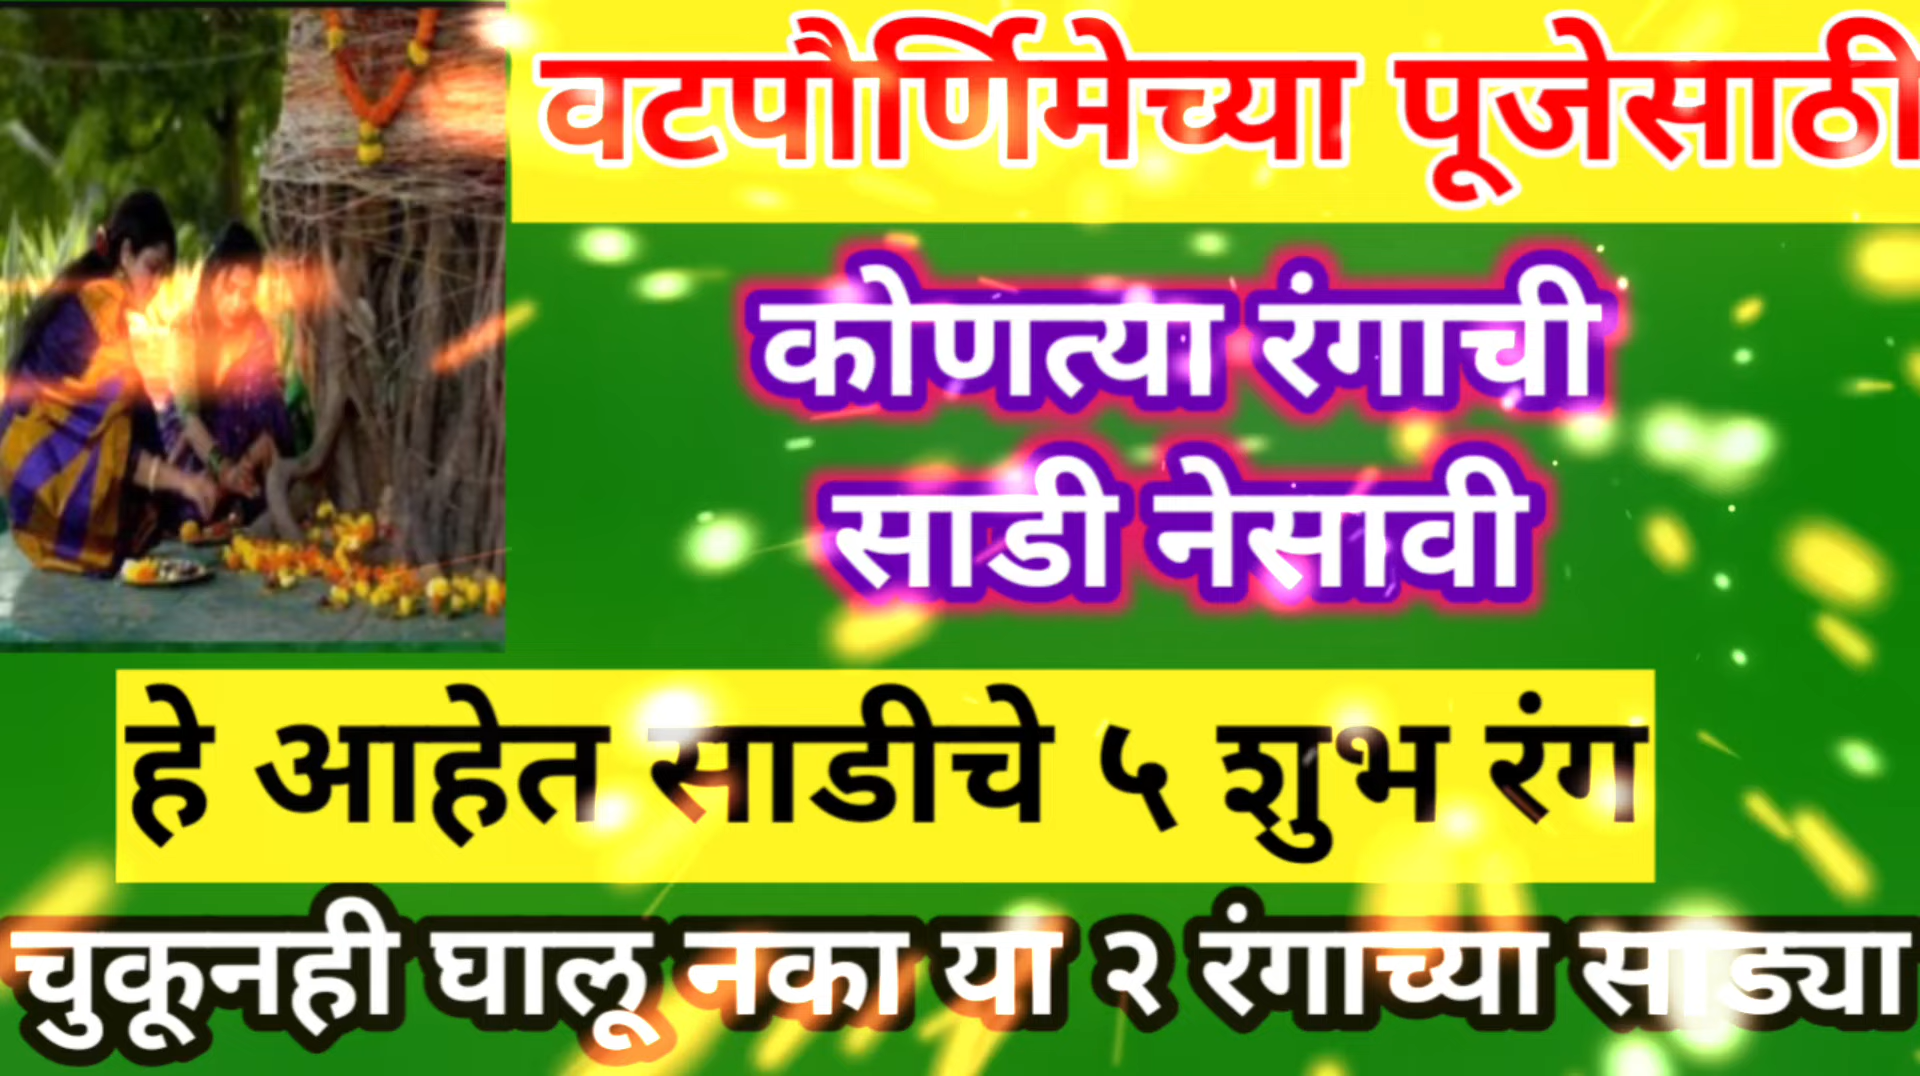 वटपौर्णिमेच्या पूजेसाठी
कोणत्या रंगाची
साडी नेसावी
हे आहेत साडीचे ५ शुभ रंग
चुकूनही घालू नका या २ रंगाच्या साड्या